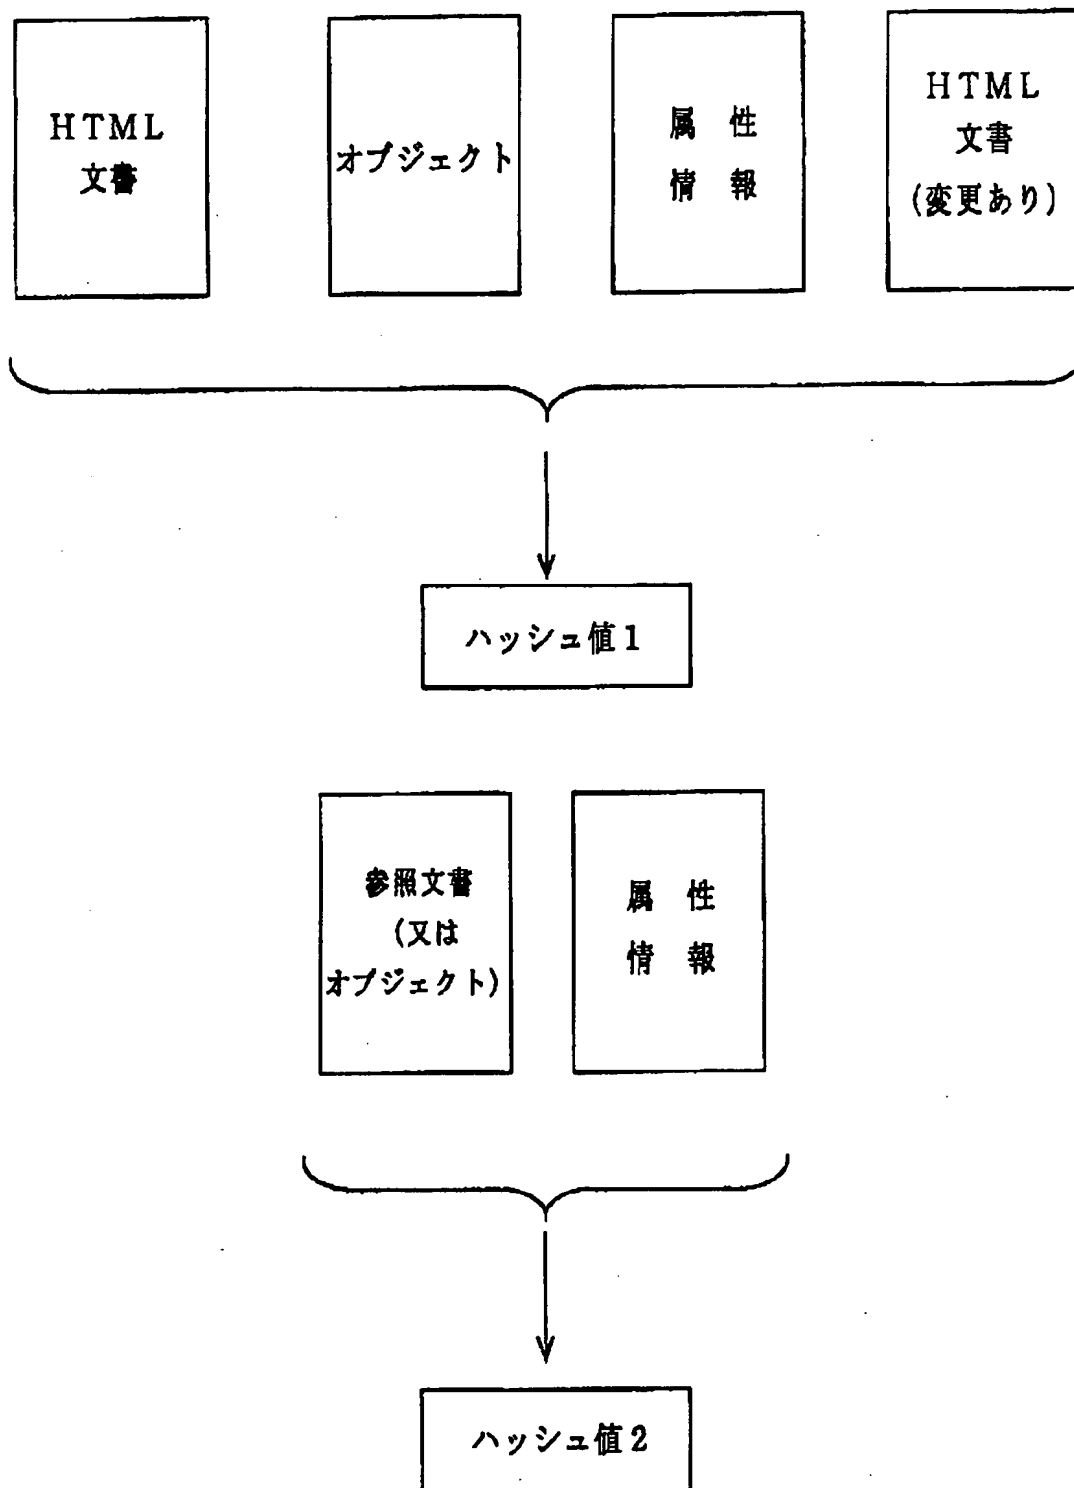 HTML
文書
オブジェクト
属 性
情 報
HTML
文書
(変更あり)
ハッシュ値1
参照文書
(又は
オブジェクト)
属 性
情 報
ハッシュ値2